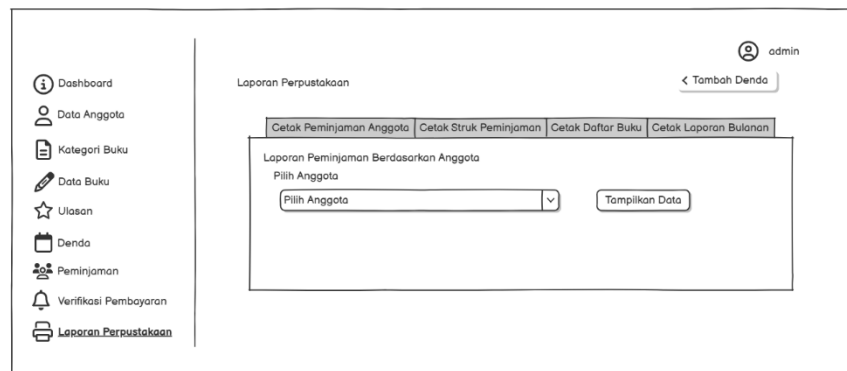 admin
Dashboard
Data Anggota
Kategori Buku
Data Buku
Ulasan
Denda
Peminjaman
Verifikasi Pembayaran
Laporan Perpustakaan
Laporan Perpustakaan
< Tambah Denda
Cetak Peminjaman Anggota
Cetak Struk Peminjaman
Cetak Daftar Buku
Cetak Laporan Bulanan
Laporan Peminjaman Berdasarkan Anggota
Pilih Anggota
Pilih Anggota
Tampilkan Data